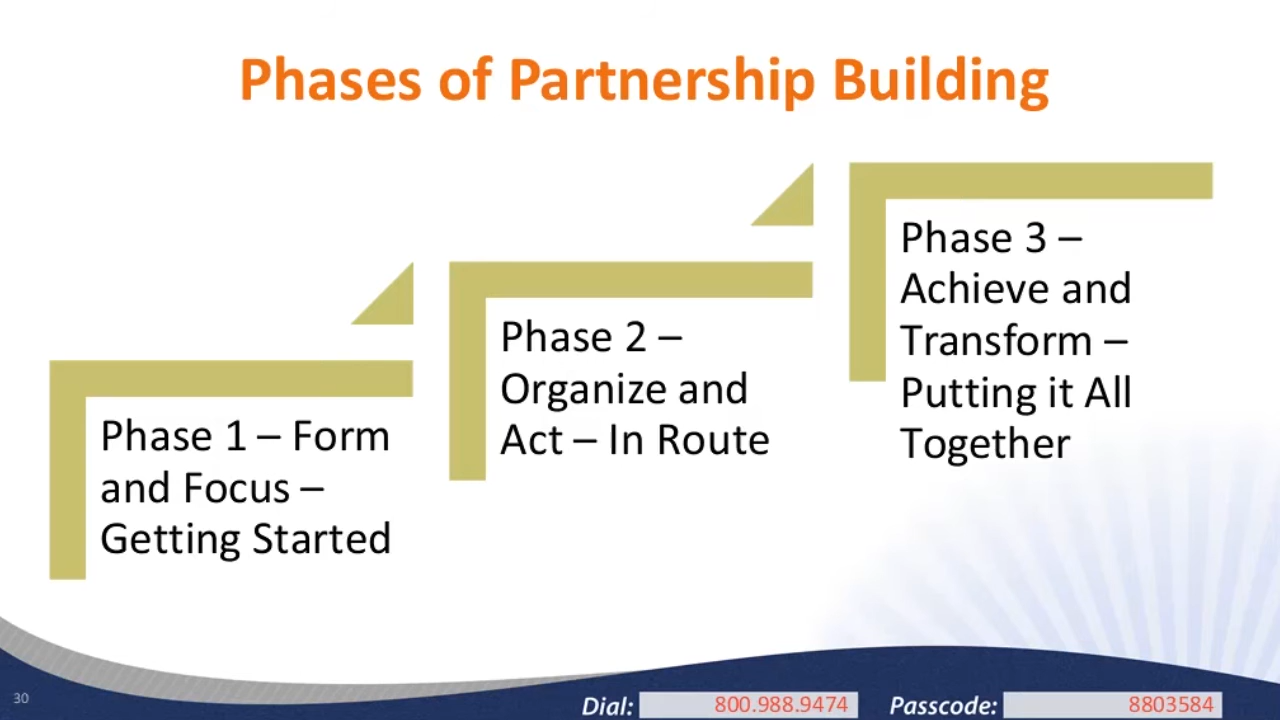 Phases of Partnership Building
Phase 1 – Form
and Focus –
Getting Started
Phase 2 –
Organize and
Act – In Route
Phase 3 –
Achieve and
Transform –
Putting it All
Together
30
Dial: 800.988.9474 Passcode: 8803584